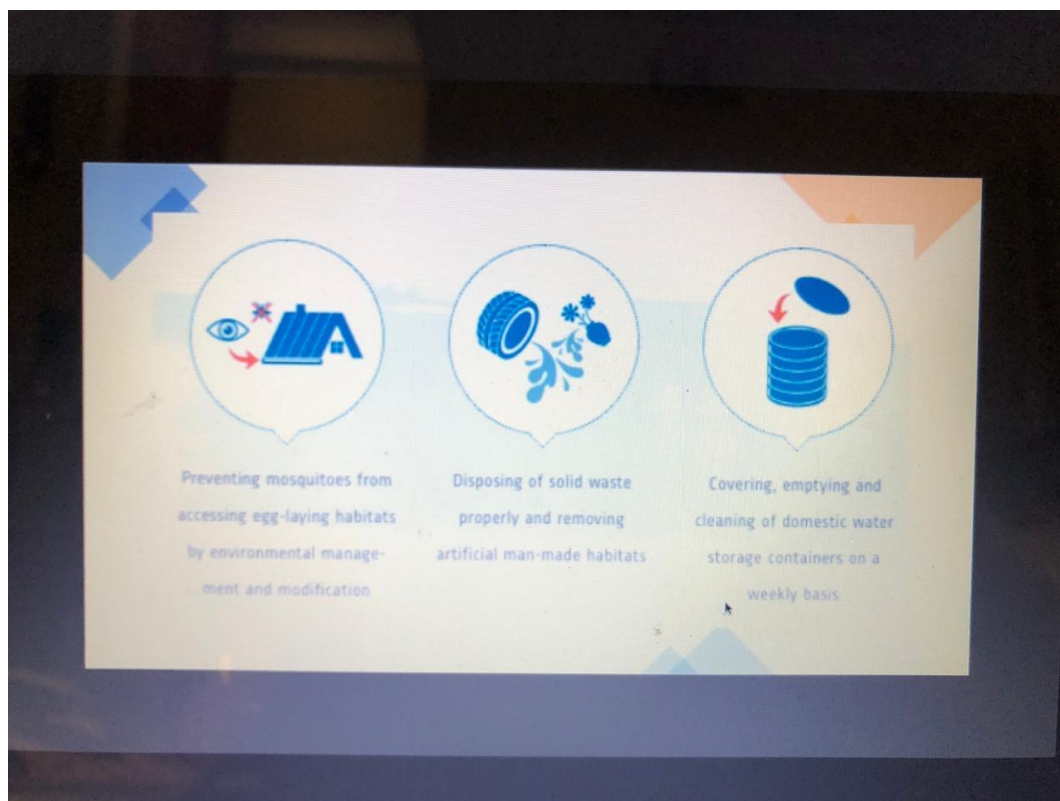 Preventing mosquitoes from
accessing egg-laying habitats
by environmental manage-
ment and modification
Disposing of solid waste
properly and removing
artificial man-made habitats
Covering, emptying and
cleaning of domestic water
storage containers on a
weekly basis